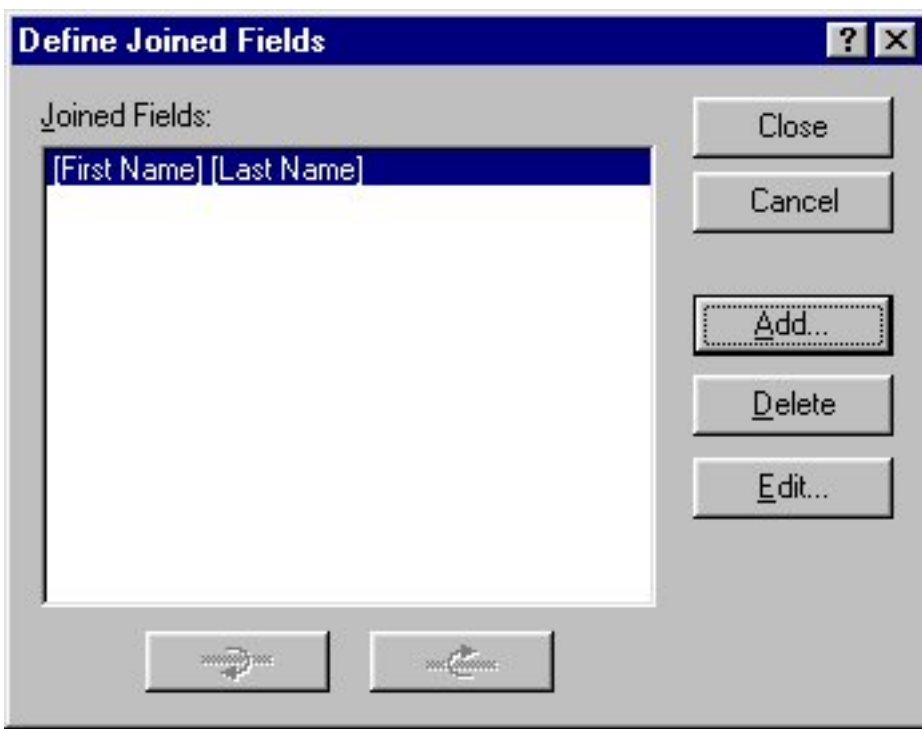 Define Joined Fields
Joined Fields:
[First Name] [Last Name]
Close
Cancel
Add...
Delete
Edit...